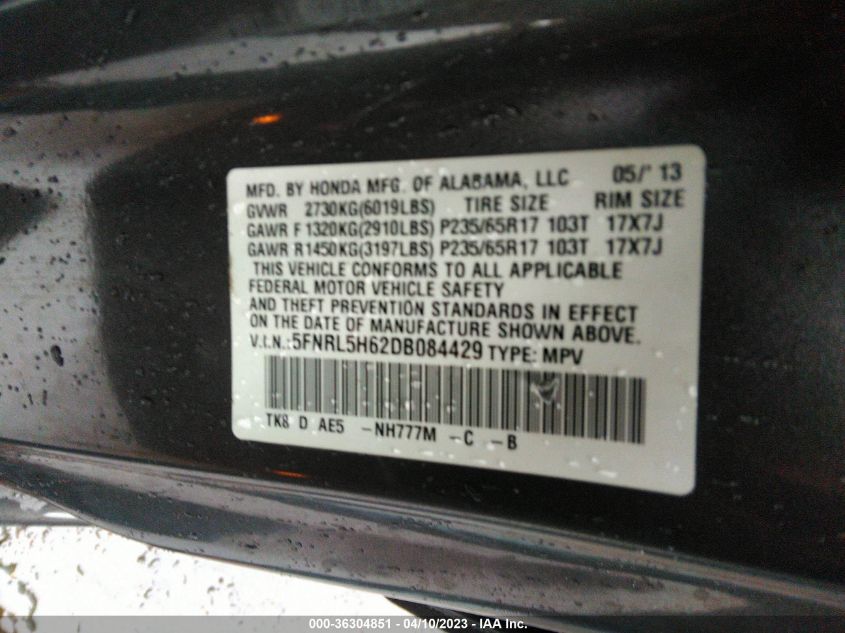 MFD. BY HONDA MFG. OF ALABAMA, LLC 05/'13
GVWR 2730KG(6019LBS) TIRE SIZE RIM SIZE
GAWR F 1320KG(2910LBS) P235/65R17 103T 17X7J
GAWR R1450KG(3197LBS) P235/65R17 103T 17X7J
THIS VEHICLE CONFORMS TO ALL APPLICABLE
FEDERAL MOTOR VEHICLE SAFETY
AND THEFT PREVENTION STANDARDS IN EFFECT
ON THE DATE OF MANUFACTURE SHOWN ABOVE.
V.I.N.:5FNRL5H62DB084429 TYPE: MPV
TK8 D AE5 -NH777M -C -B
000-36304851 - 04/10/2023 - IAA Inc.